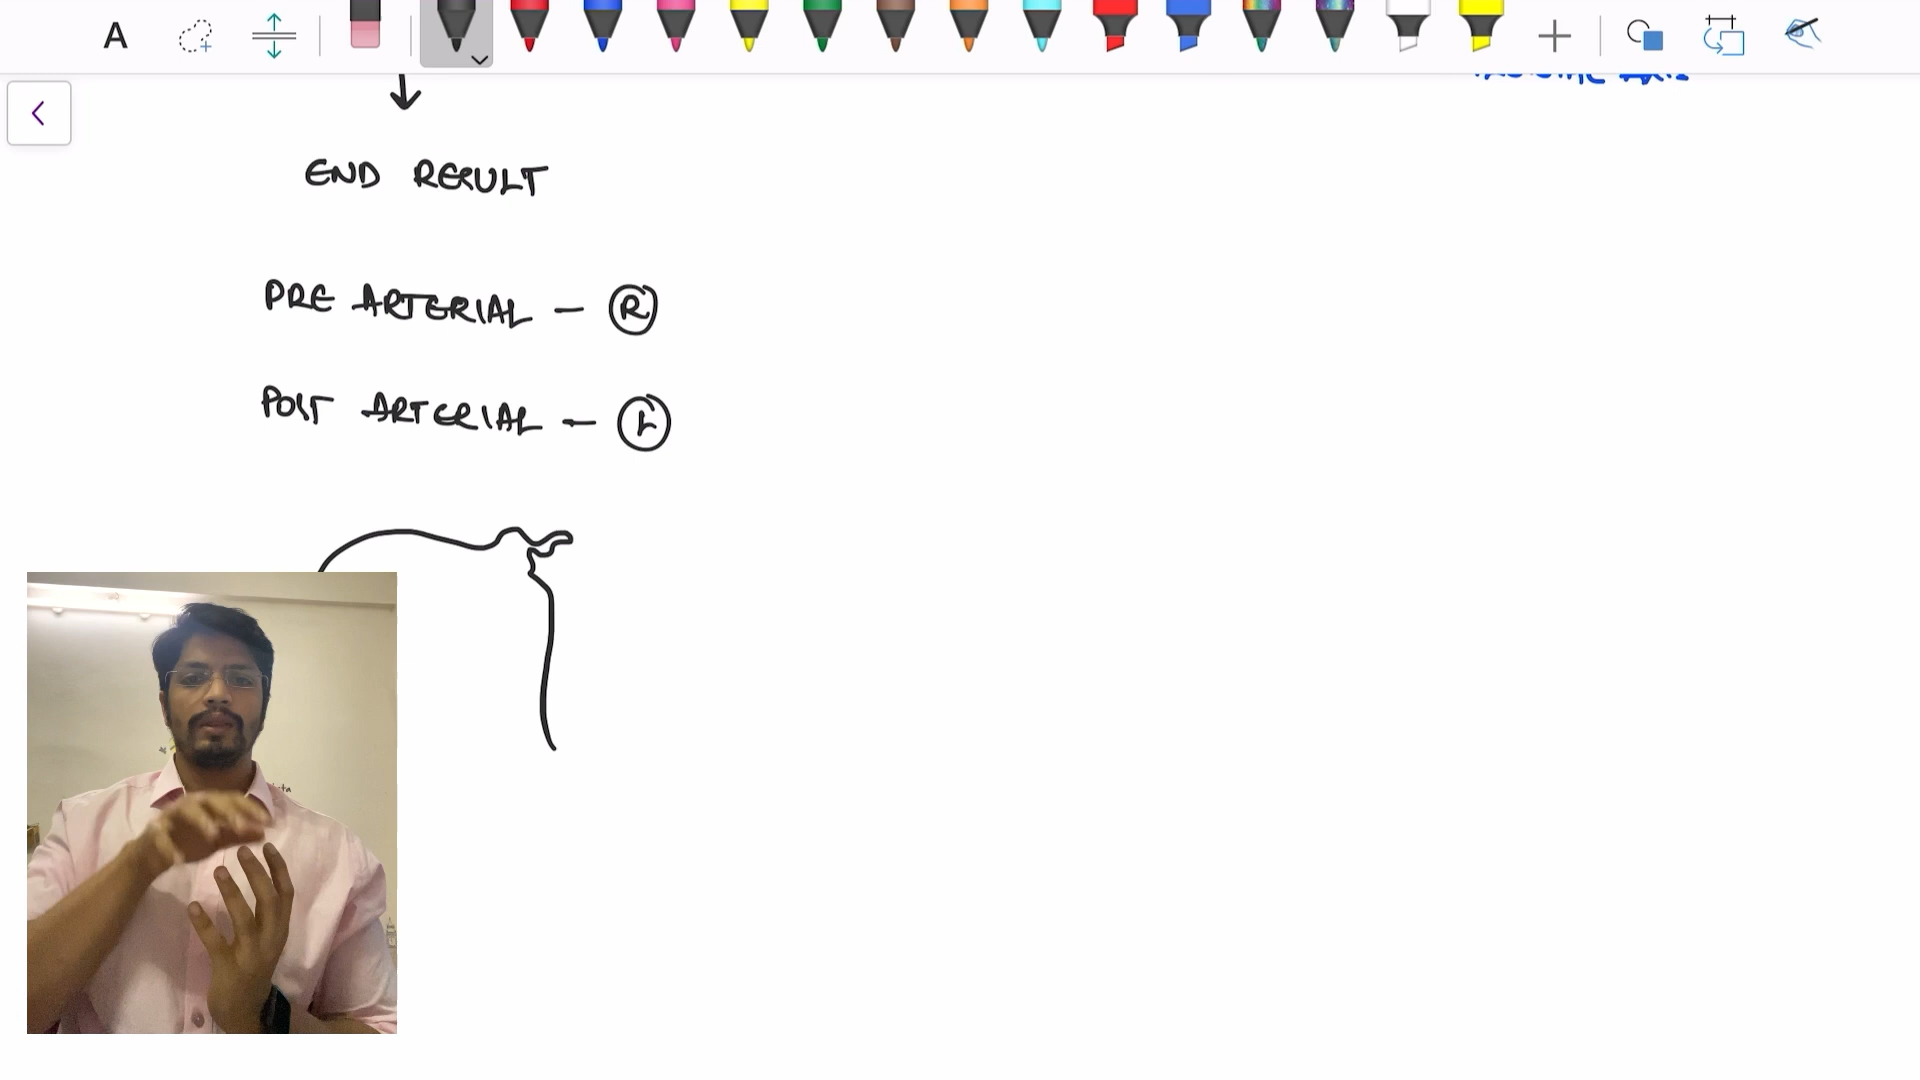 A
END RESULT
PRE ARTERIAL - R
POST ARTERIAL - L